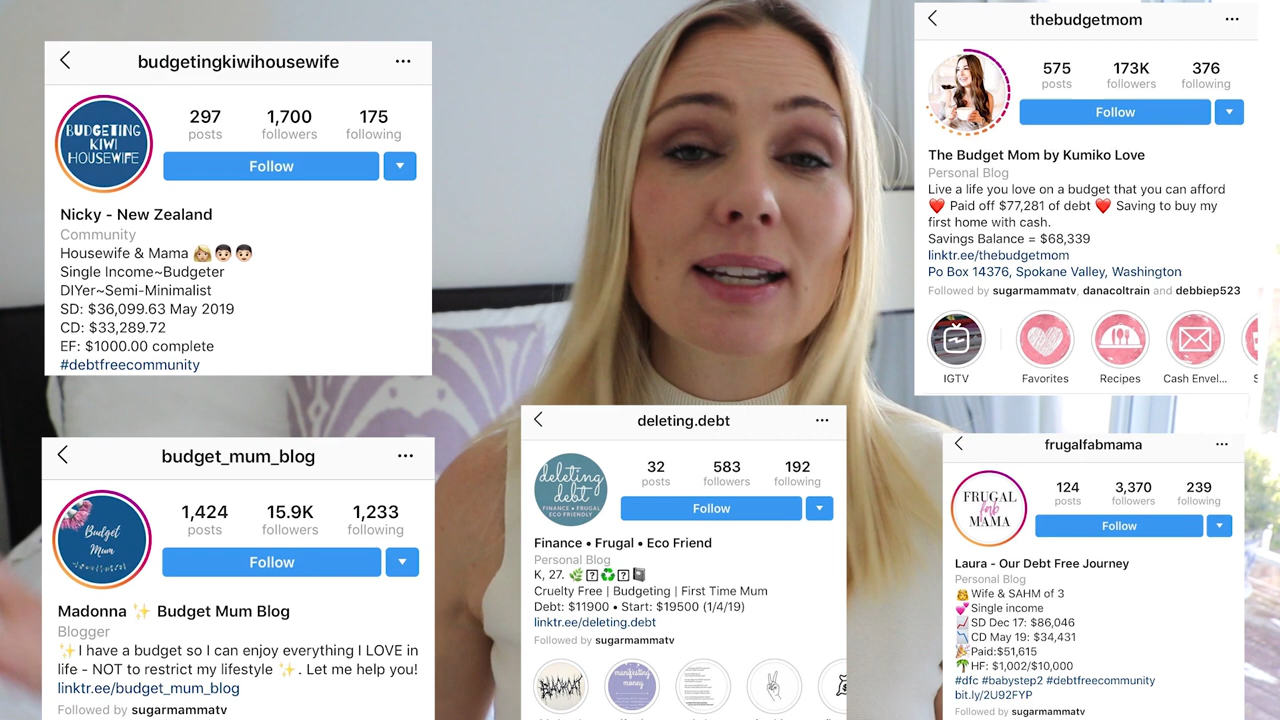 budgetingkiwihousewife
BUDGETING
KIWI
HOUSEWIFE
297
posts
1,700
followers
175
following
Follow
Nicky - New Zealand
Community
Housewife & Mama 👩🏼👦🏻👦🏻
Single Income~Budgeter
DIYer~Semi-Minimalist
SD: $36,099.63 May 2019
CD: $33,289.72
EF: $1000.00 complete
#debtfreecommunity
thebudgetmom
575
posts
173K
followers
376
following
Follow
The Budget Mom by Kumiko Love
Personal Blog
Live a life you love on a budget that you can afford
❤️ Paid off $77,281 of debt ❤️ Saving to buy my
first home with cash.
Savings Balance = $68,339
linktr.ee/thebudgetmom
Po Box 14376, Spokane Valley, Washington
Followed by sugarmammatv, danacoltrain and debbiep523
IGTV
Favorites
Recipes
Cash Envel...
budget_mum_blog
Budget
Mum
1,424
posts
15.9K
followers
1,233
following
Follow
Madonna ✨ Budget Mum Blog
Blogger
✨I have a budget so I can enjoy everything I LOVE in
life - NOT to restrict my lifestyle ✨. Let me help you!
linktr.ee/budget_mum_blog
Followed by sugarmammatv
deleting.debt
deleting
debt
FINANCE • FRUGAL
ECO FRIENDLY
32
posts
583
followers
192
following
Follow
Finance • Frugal • Eco Friend
Personal Blog
K, 27. 🌿⍰♻️⍰📓
Cruelty Free | Budgeting | First Time Mum
Debt: $11900 • Start: $19500 (1/4/19)
linktr.ee/deleting.debt
Followed by sugarmammatv
manifesting
money
frugalfabmama
FRUGAL
fab
MAMA
124
posts
3,370
followers
239
following
Follow
Laura - Our Debt Free Journey
Personal Blog
Wife & SAHM of 3
💕Single income
📈SD Dec 17: $86,046
📉CD May 19: $34,431
🎉Paid:$51,615
🌴HF: $1,002/$10,000
#dfc #babystep2 #debtfreecommunity
bit.ly/2U92FYP
Followed by sugarmammatv